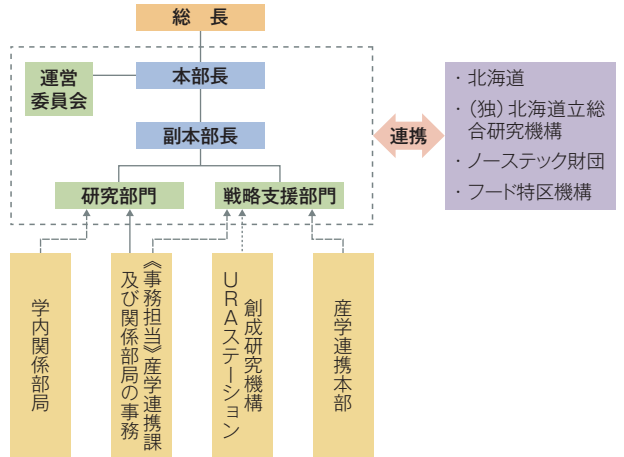 総 長
運営
委員会
本部長
副本部長
研究部門
戦略支援部門
連携
・北海道
・(独)北海道立総
合研究機構
・ノーステック財団
・フード特区機構
学内関係部局
《事務担当》産学連携課
及び関係部局の事務
創成研究機構
URAステーション
産学連携本部